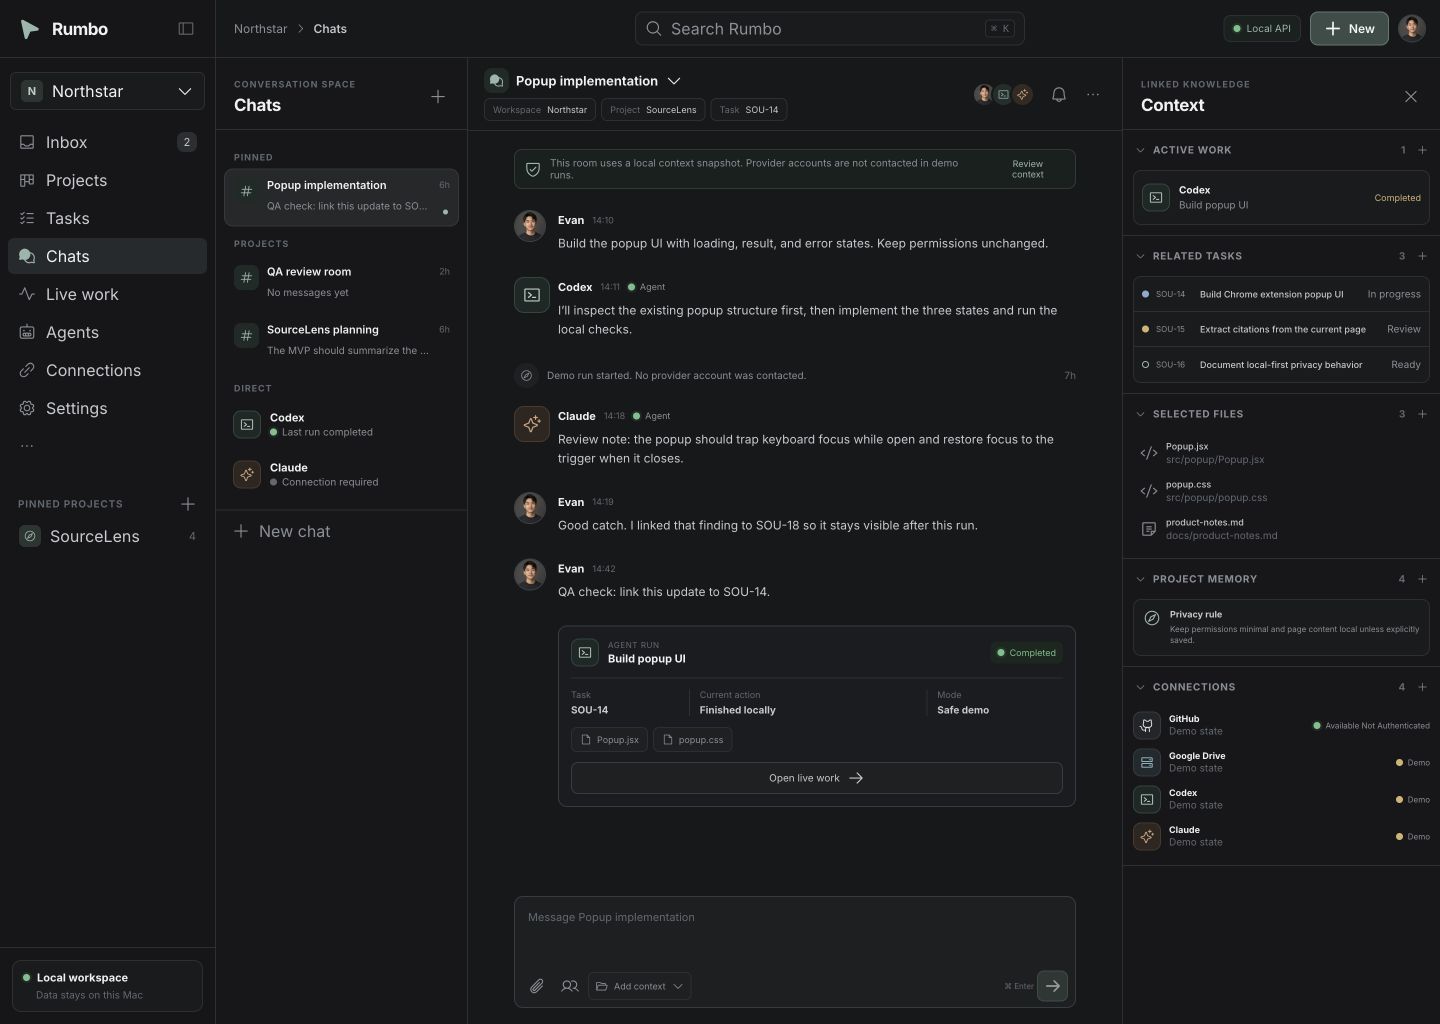 Rumbo
Northstar
Chats
Search Rumbo
⌘ K
Local API
New
N
Northstar
Inbox
2
Projects
Tasks
Chats
Live work
Agents
Connections
Settings
...
PINNED PROJECTS
SourceLens
4
Local workspace
Data stays on this Mac
CONVERSATION SPACE
Chats
PINNED
Popup implementation
6h
QA check: link this update to SO...
PROJECTS
QA review room
2h
No messages yet
SourceLens planning
6h
The MVP should summarize the ...
DIRECT
Codex
Last run completed
Claude
Connection required
New chat
Popup implementation
Workspace Northstar
Project SourceLens
Task SOU-14
...
This room uses a local context snapshot. Provider accounts are not contacted in demo
runs.
Review
context
Evan 14:10
Build the popup UI with loading, result, and error states. Keep permissions unchanged.
Codex 14:11 Agent
I’ll inspect the existing popup structure first, then implement the three states and run the
local checks.
Demo run started. No provider account was contacted.
7h
Claude 14:18 Agent
Review note: the popup should trap keyboard focus while open and restore focus to the
trigger when it closes.
Evan 14:19
Good catch. I linked that finding to SOU-18 so it stays visible after this run.
Evan 14:42
QA check: link this update to SOU-14.
AGENT RUN
Build popup UI
Completed
Task
SOU-14
Current action
Finished locally
Mode
Safe demo
Popup.jsx
popup.css
Open live work
Message Popup implementation
Add context
⌘ Enter
LINKED KNOWLEDGE
Context
ACTIVE WORK
1
Codex
Build popup UI
Completed
RELATED TASKS
3
SOU-14 Build Chrome extension popup UI In progress
SOU-15 Extract citations from the current page Review
SOU-16 Document local-first privacy behavior Ready
SELECTED FILES
3
Popup.jsx
src/popup/Popup.jsx
popup.css
src/popup/popup.css
product-notes.md
docs/product-notes.md
PROJECT MEMORY
4
Privacy rule
Keep permissions minimal and page content local unless explicitly
saved.
CONNECTIONS
4
GitHub
Demo state
Available Not Authenticated
Google Drive
Demo state
Demo
Codex
Demo state
Demo
Claude
Demo state
Demo